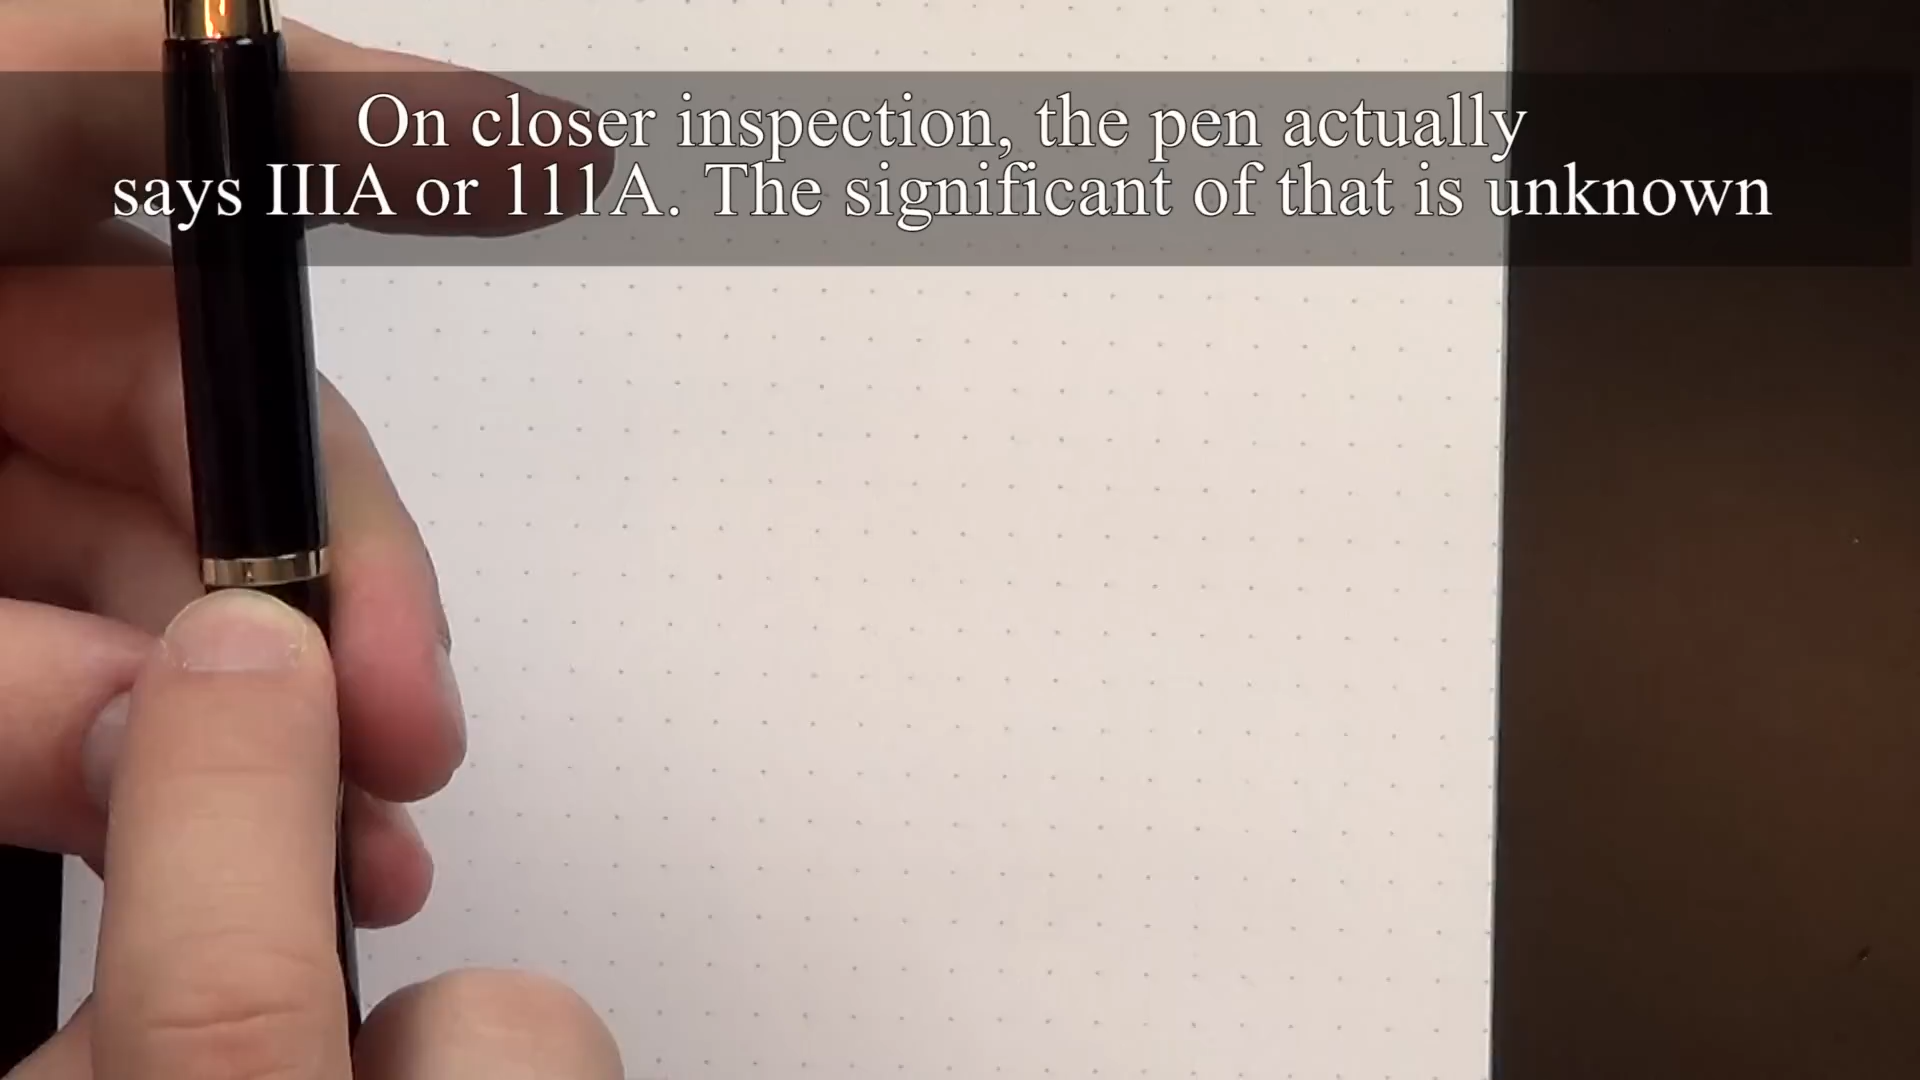 On closer inspection, the pen actually
says IIIA or 111A. The significant of that is unknown